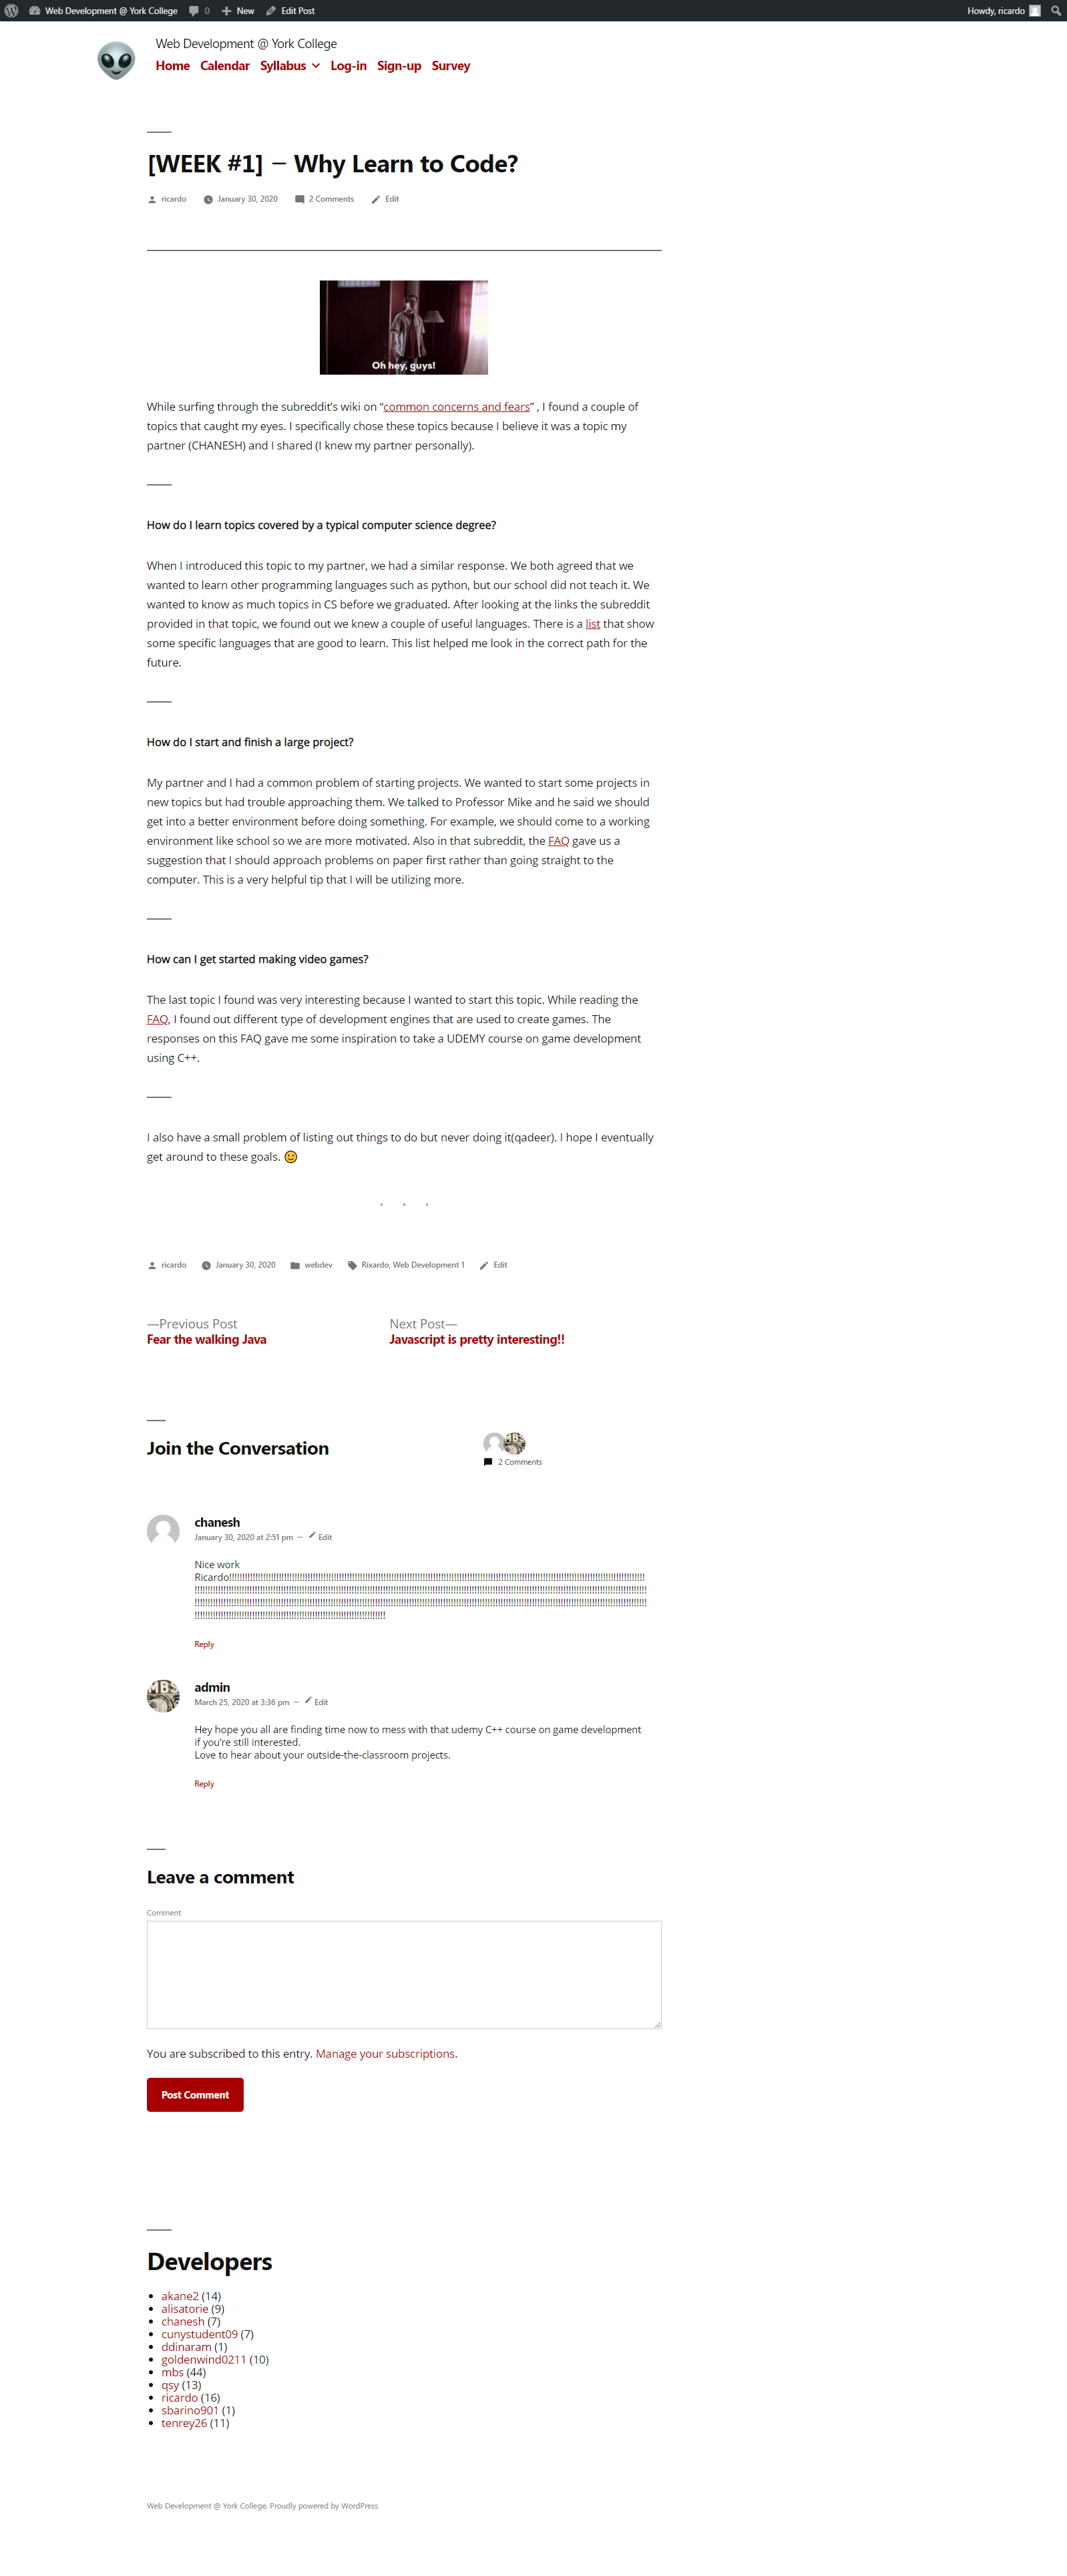 Web Development @ York College 0 New Edit Post Howdy, ricardo
Web Development @ York College
Home Calendar Syllabus Log-in Sign-up Survey
[WEEK #1] – Why Learn to Code?
ricardo January 30, 2020 2 Comments Edit
Oh hey, guys!
While surfing through the subreddit’s wiki on “common concerns and fears” , I found a couple of
topics that caught my eyes. I specifically chose these topics because I believe it was a topic my
partner (CHANESH) and I shared (I knew my partner personally).
How do I learn topics covered by a typical computer science degree?
When I introduced this topic to my partner, we had a similar response. We both agreed that we
wanted to learn other programming languages such as python, but our school did not teach it. We
wanted to know as much topics in CS before we graduated. After looking at the links the subreddit
provided in that topic, we found out we knew a couple of useful languages. There is a list that show
some specific languages that are good to learn. This list helped me look in the correct path for the
future.
How do I start and finish a large project?
My partner and I had a common problem of starting projects. We wanted to start some projects in
new topics but had trouble approaching them. We talked to Professor Mike and he said we should
get into a better environment before doing something. For example, we should come to a working
environment like school so we are more motivated. Also in that subreddit, the FAQ gave us a
suggestion that I should approach problems on paper first rather than going straight to the
computer. This is a very helpful tip that I will be utilizing more.
How can I get started making video games?
The last topic I found was very interesting because I wanted to start this topic. While reading the
FAQ, I found out different type of development engines that are used to create games. The
responses on this FAQ gave me some inspiration to take a UDEMY course on game development
using C++.
I also have a small problem of listing out things to do but never doing it(qadeer). I hope I eventually
get around to these goals. 😉
. . .
ricardo January 30, 2020 webdev Rixardo, Web Development 1 Edit
—Previous Post Next Post—
Fear the walking Java Javascript is pretty interesting!!
Join the Conversation
2 Comments
chanesh
January 30, 2020 at 2:51 pm – Edit
Nice work
Ricardo!!!!!!!!!!!!!!!!!!!!!!!!!!!!!!!!!!!!!!!!!!!!!!!!!!!!!!!!!!!!!!!!!!!!!!!!!!!!!!!!!!!!!!!!!!!!!!!!!!!!!!!!!!!!!!!!!!!!!!!!!!!!!!!!!!!!!!!!!!!!!!!!!!!!!!
!!!!!!!!!!!!!!!!!!!!!!!!!!!!!!!!!!!!!!!!!!!!!!!!!!!!!!!!!!!!!!!!!!!!!!!!!!!!!!!!!!!!!!!!!!!!!!!!!!!!!!!!!!!!!!!!!!!!!!!!!!!!!!!!!!!!!!!!!!!!!!!!!!!!!!!!!!!!!!!
!!!!!!!!!!!!!!!!!!!!!!!!!!!!!!!!!!!!!!!!!!!!!!!!!!!!!!!!!!!!!!!!!!!!!!!!!!!!!!!!!!!!!!!!!!!!!!!!!!!!!!!!!!!!!!!!!!!!!!!!!!!!!!!!!!!!!!!!!!!!!!!!!!!!!!!!!!!!!!!
!!!!!!!!!!!!!!!!!!!!!!!!!!!!!!!!!!!!!!!!!!!!!!!!!!!!!!!!!!!!!!!!!!!!
Reply
MBS
admin
March 25, 2020 at 3:36 pm – Edit
Hey hope you all are finding time now to mess with that udemy C++ course on game development
if you’re still interested.
Love to hear about your outside-the-classroom projects.
Reply
Leave a comment
Comment
You are subscribed to this entry. Manage your subscriptions.
Post Comment
Developers
akane2 (14)
alisatorie (9)
chanesh (7)
cunystudent09 (7)
ddinaram (1)
goldenwind0211 (10)
mbs (44)
qsy (13)
ricardo (16)
sbarino901 (1)
tenrey26 (11)
Web Development @ York College, Proudly powered by WordPress.